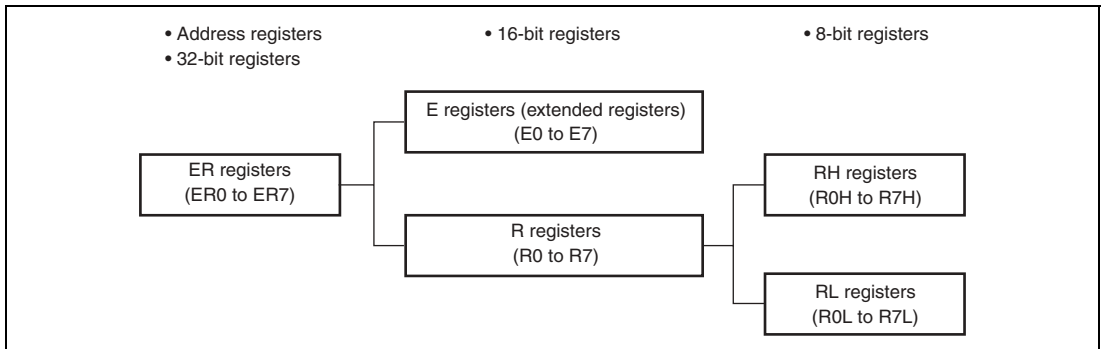 • Address registers
• 32-bit registers
• 16-bit registers
• 8-bit registers
E registers (extended registers)
(E0 to E7)
ER registers
(ER0 to ER7)
RH registers
(R0H to R7H)
R registers
(R0 to R7)
RL registers
(R0L to R7L)